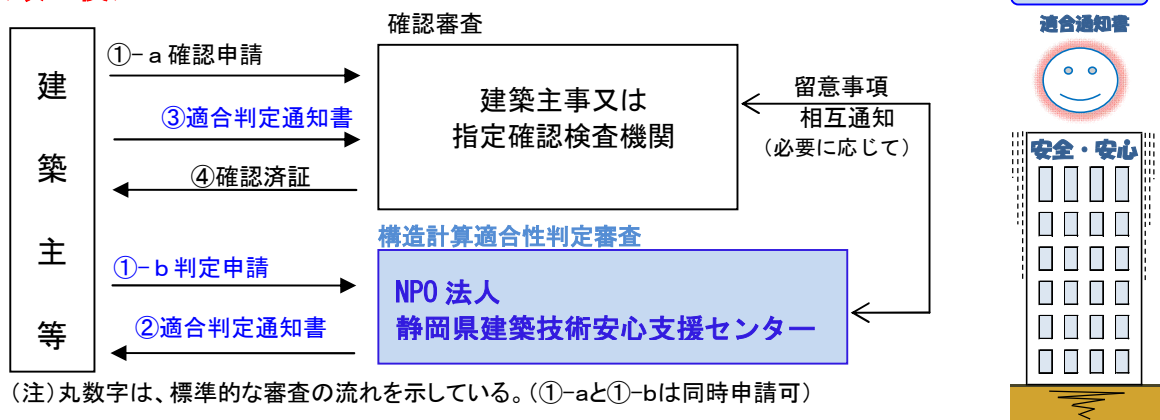 確認審査
建
築
主
等
①-a 確認申請
③適合判定通知書
④確認済証
建築主事又は
指定確認検査機関
留意事項
相互通知
(必要に応じて)
構造計算適合性判定審査
①-b 判定申請
②適合判定通知書
NPO 法人
静岡県建築技術安心支援センター
(注)丸数字は、標準的な審査の流れを示している。(①-aと①-bは同時申請可)
適合通知書
安全・安心